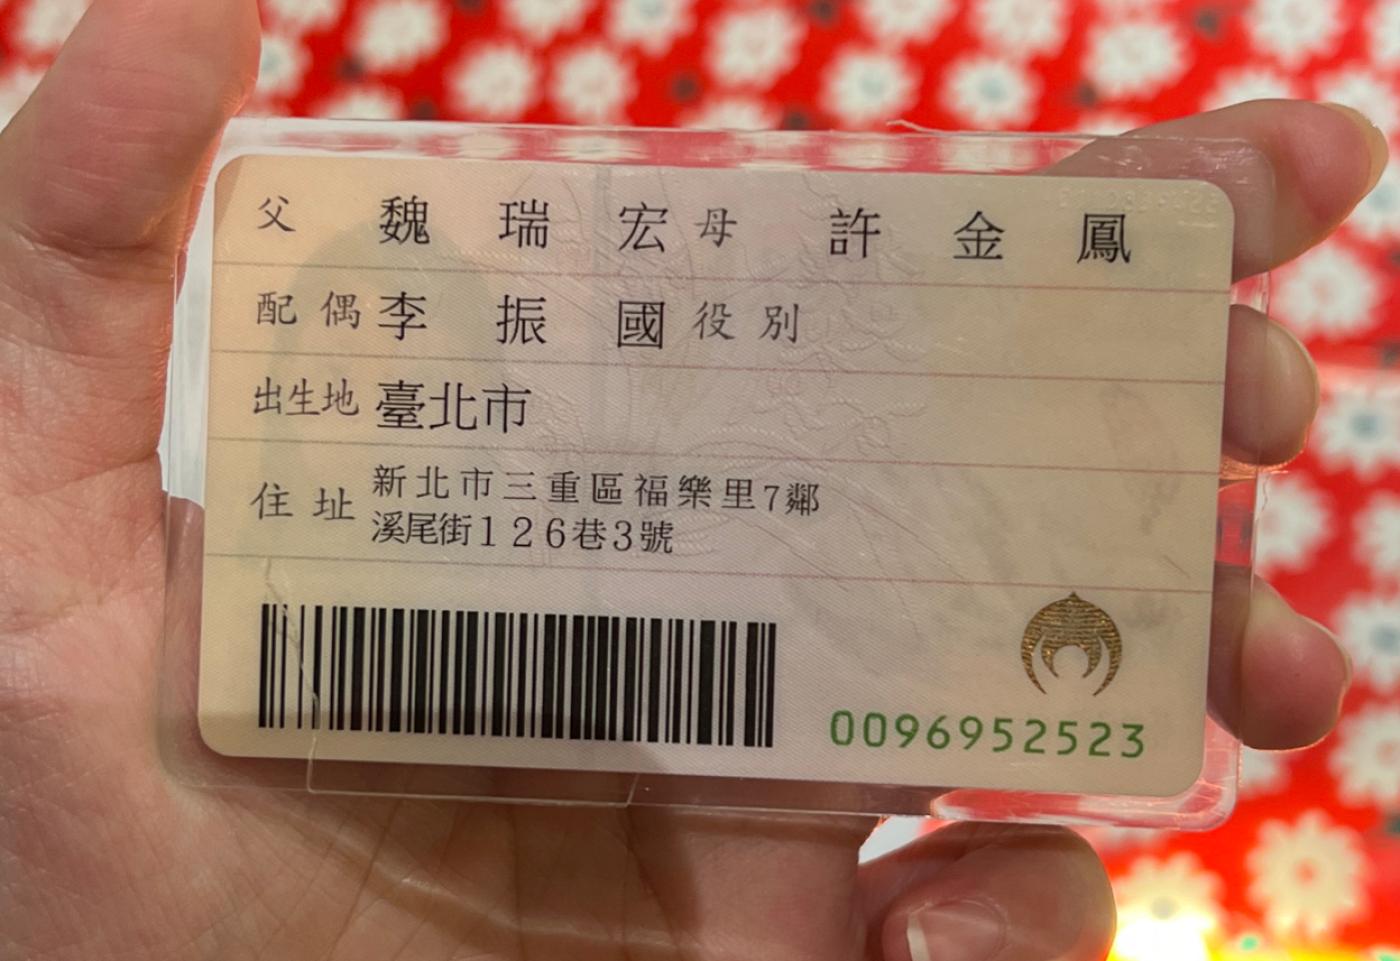 父 魏瑞宏 母 許金鳳
配偶 李振國 役別
出生地 臺北市
住址 新北市三重區福樂里7鄰
溪尾街126巷3號
0096952523